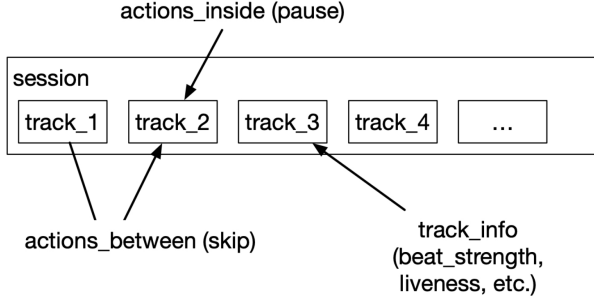 actions_inside (pause)
session
track_1 track_2 track_3 track_4 ...
actions_between (skip)
track_info
(beat_strength,
liveness, etc.)